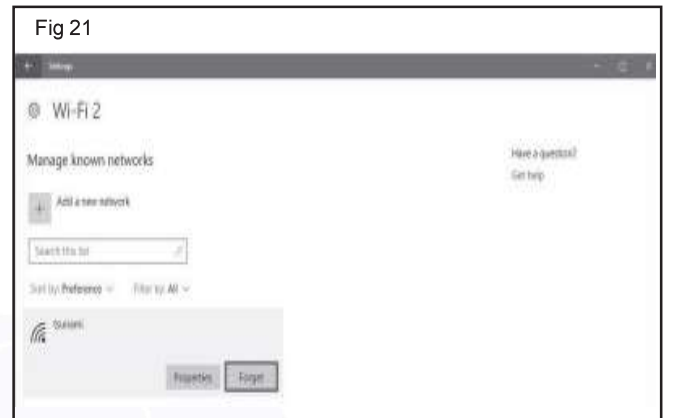 Fig 21
Settings
Wi-Fi 2
Manage known networks
Have a question?
Get help
Add a new network
Search this list
Sort by: Preference Filter by: All
tsunami
Properties Forget